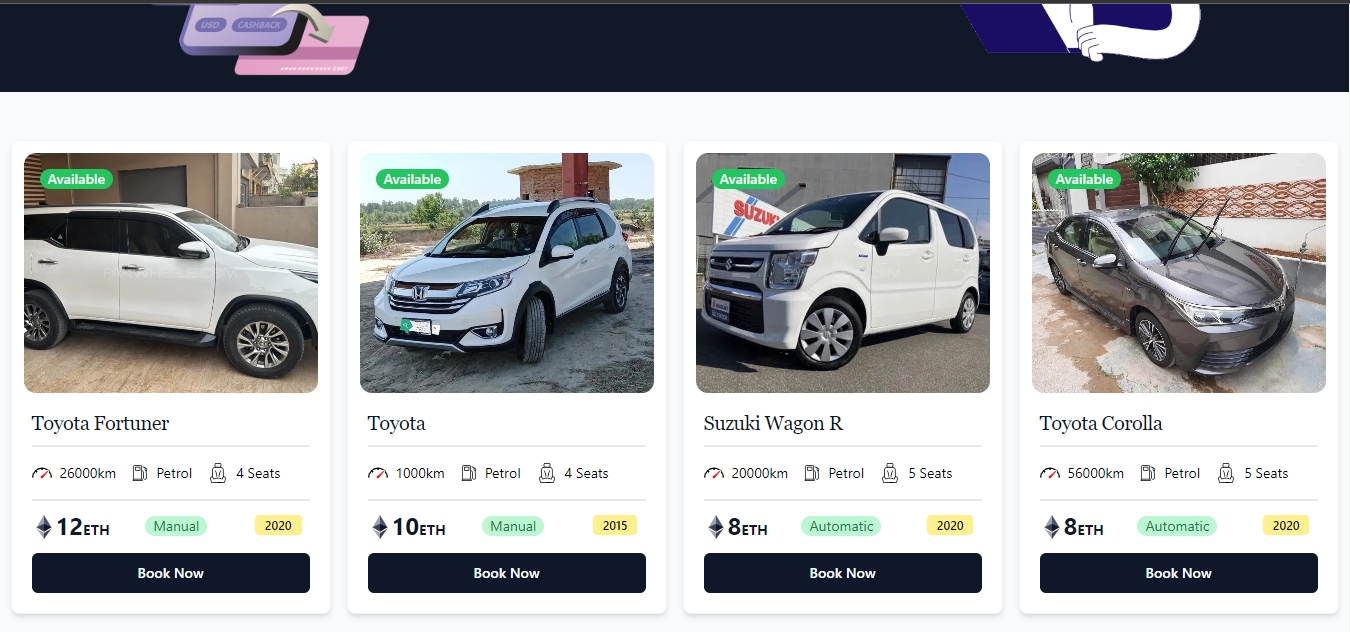 USD CASHBACK
Available
Available
Available
Available
SUZUK
Toyota Fortuner
Toyota
Suzuki Wagon R
Toyota Corolla
26000km Petrol 4 Seats
1000km Petrol 4 Seats
20000km Petrol 5 Seats
56000km Petrol 5 Seats
12ETH Manual 2020
10ETH Manual 2015
8ETH Automatic 2020
8ETH Automatic 2020
Book Now
Book Now
Book Now
Book Now